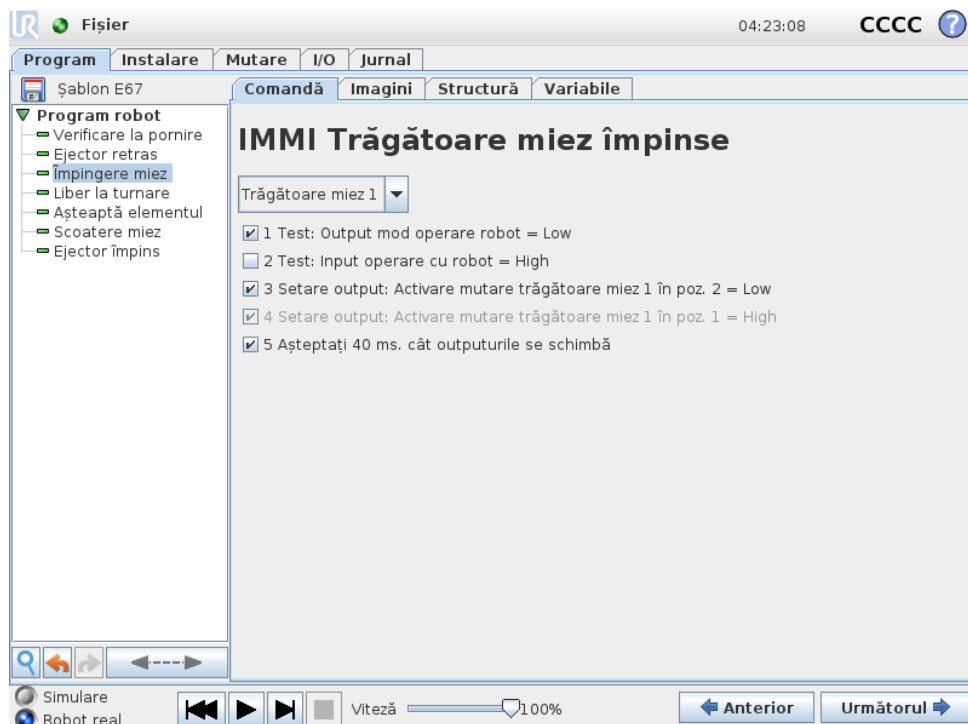 UR Fișier 04:23:08 CCCC ?
Program Instalare Mutare I/O Jurnal
Șablon E67
Comandă Imagini Structură Variabile
Program robot
Verificare la pornire
Ejector retras
Împingere miez
Liber la turnare
Așteaptă elementul
Scoatere miez
Ejector împins
IMMI Trăgătoare miez împinse
Trăgătoare miez 1
1 Test: Output mod operare robot = Low
2 Test: Input operare cu robot = High
3 Setare output: Activare mutare trăgătoare miez 1 în poz. 2 = Low
4 Setare output: Activare mutare trăgătoare miez 1 în poz. 1 = High
5 Așteptați 40 ms. cât outputurile se schimbă
Simulare
Robot real
Viteză 100%
Anterior Următorul